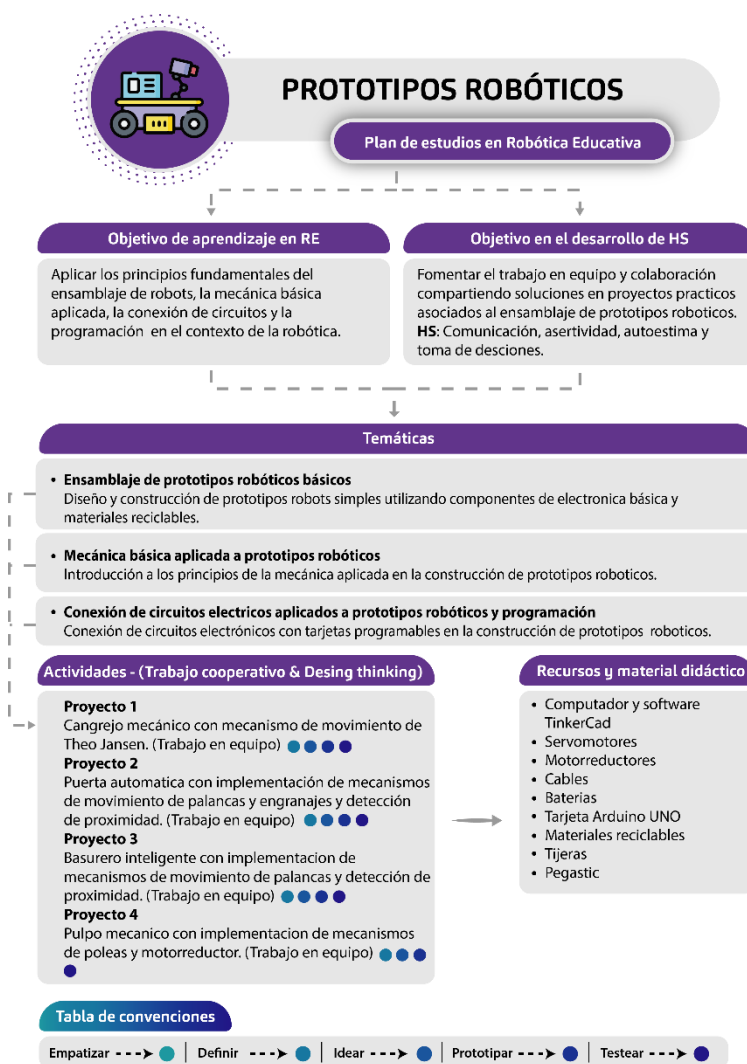 PROTOTIPOS ROBÓTICOS
Plan de estudios en Robótica Educativa
Objetivo de aprendizaje en RE
Aplicar los principios fundamentales del
ensamblaje de robots, la mecánica básica
aplicada, la conexión de circuitos y la
programación en el contexto de la robótica.
Objetivo en el desarrollo de HS
Fomentar el trabajo en equipo y colaboración
compartiendo soluciones en proyectos practicos
asociados al ensamblaje de prototipos roboticos.
HS: Comunicación, asertividad, autoestima y
toma de desciones.
Temáticas
• Ensamblaje de prototipos robóticos básicos
Diseño y construcción de prototipos robots simples utilizando componentes de electronica básica y
materiales reciclables.
• Mecánica básica aplicada a prototipos robóticos
Introducción a los principios de la mecánica aplicada en la construcción de prototipos roboticos.
• Conexión de circuitos electricos aplicados a prototipos robóticos y programación
Conexión de circuitos electrónicos con tarjetas programables en la construcción de prototipos roboticos.
Actividades - (Trabajo cooperativo & Desing thinking)
Proyecto 1
Cangrejo mecánico con mecanismo de movimiento de
Theo Jansen. (Trabajo en equipo)
Proyecto 2
Puerta automatica con implementación de mecanismos
de movimiento de palancas y engranajes y detección
de proximidad. (Trabajo en equipo)
Proyecto 3
Basurero inteligente con implementacion de
mecanismos de movimiento de palancas y detección de
proximidad. (Trabajo en equipo)
Proyecto 4
Pulpo mecanico con implementacion de mecanismos
de poleas y motorreductor. (Trabajo en equipo)
Recursos y material didáctico
• Computador y software
TinkerCad
• Servomotores
• Motorreductores
• Cables
• Baterias
• Tarjeta Arduino UNO
• Materiales reciclables
• Tijeras
• Pegastic
Tabla de convenciones
Empatizar | Definir | Idear | Prototipar | Testear